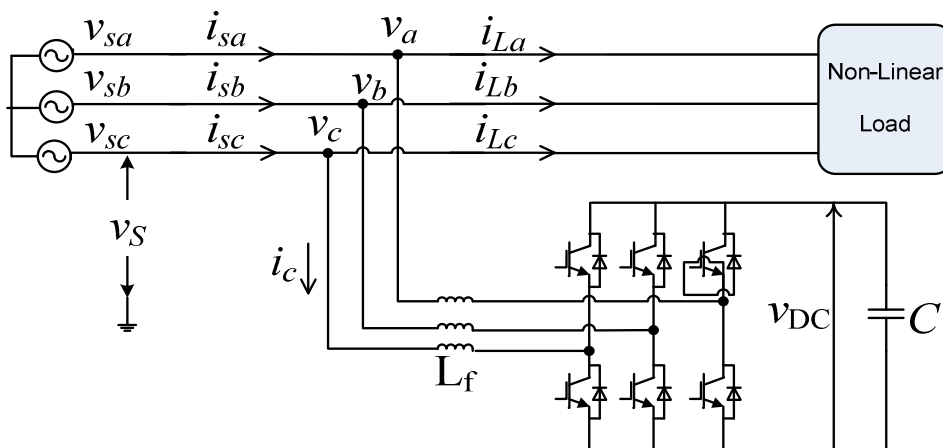 v_sa i_sa v_a i_La
v_sb i_sb v_b i_Lb
v_sc i_sc v_c i_Lc
Non-Linear
Load
v_S
i_c
L_f
v_DC
C